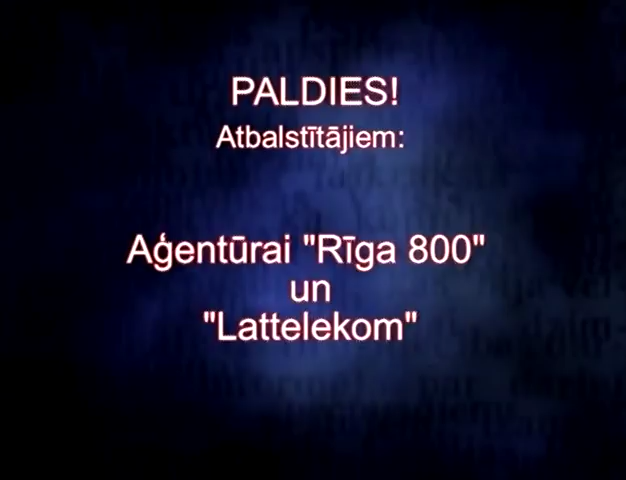 PALDIES!
Atbalstītājiem:
Aģentūrai "Rīga 800"
un
"Lattelekom"